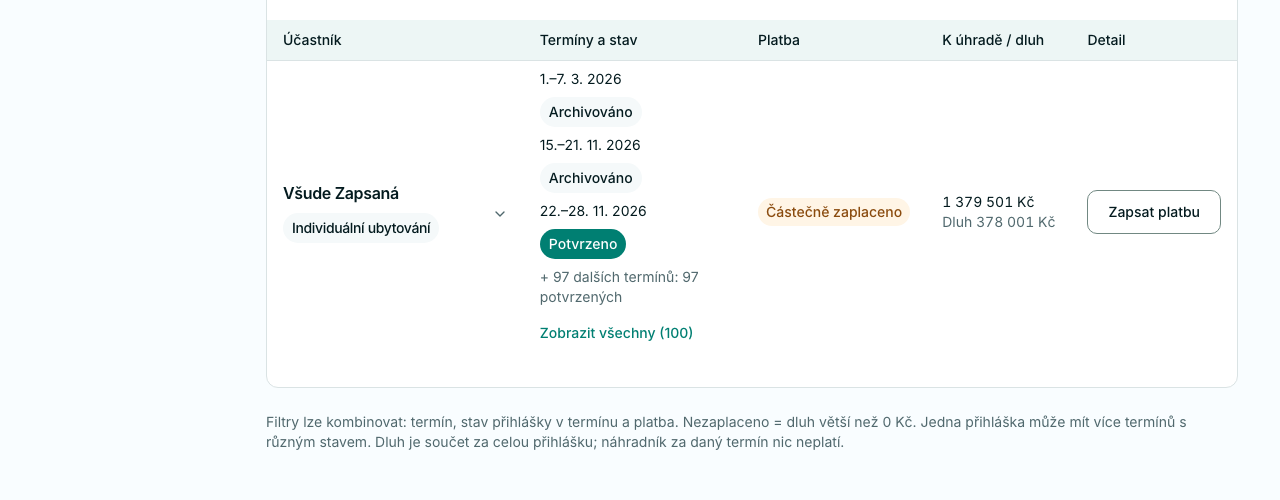 Účastník
Termíny a stav
Platba
K úhradě / dluh
Detail
Všude Zapsaná
Individuální ubytování
1.–7. 3. 2026
Archivováno
15.–21. 11. 2026
Archivováno
22.–28. 11. 2026
Potvrzeno
+ 97 dalších termínů: 97
potvrzených
Zobrazit všechny (100)
Částečně zaplaceno
1 379 501 Kč
Dluh 378 001 Kč
Zapsat platbu
Filtry lze kombinovat: termín, stav přihlášky v termínu a platba. Nezaplaceno = dluh větší než 0 Kč. Jedna přihláška může mít více termínů s
různým stavem. Dluh je součet za celou přihlášku; náhradník za daný termín nic neplatí.